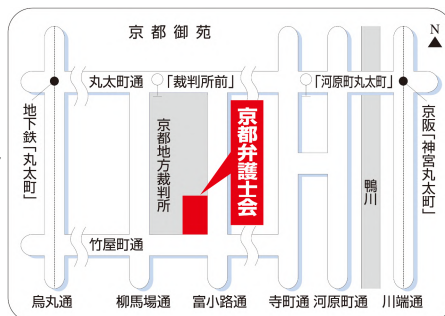 京都御苑
N
丸太町通
「裁判所前」
「河原町丸太町」
地下鉄「丸太町」
京都地方裁判所
京都弁護士会
鴨川
京阪「神宮丸太町」
竹屋町通
烏丸通
柳馬場通
富小路通
寺町通
河原町通
川端通